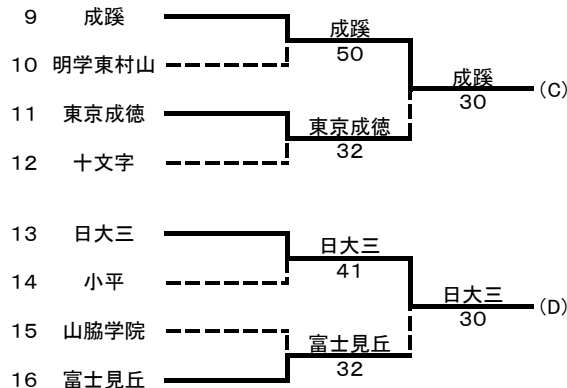 9 成蹊
成蹊
50
10 明学東村山
成蹊
30
(C)
11 東京成徳
東京成徳
32
12 十文字
13 日大三
日大三
41
14 小平
日大三
30
(D)
15 山脇学院
富士見丘
32
16 富士見丘